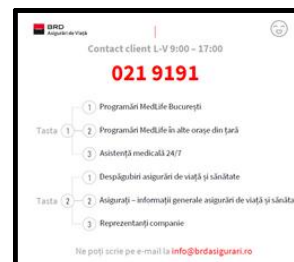 BRD
Asigurări de Viață
Contact client L-V 9:00 – 17:00
021 9191
Tasta 1
1 Programări MedLife București
2 Programări MedLife în alte orașe din țară
3 Asistență medicală 24/7
Tasta 2
1 Despăgubiri asigurări de viață și sănătate
2 Asigurați – informații generale asigurări de viață și sănăta
3 Reprezentanți companie
Ne poți scrie pe e-mail la info@brdasigurari.ro